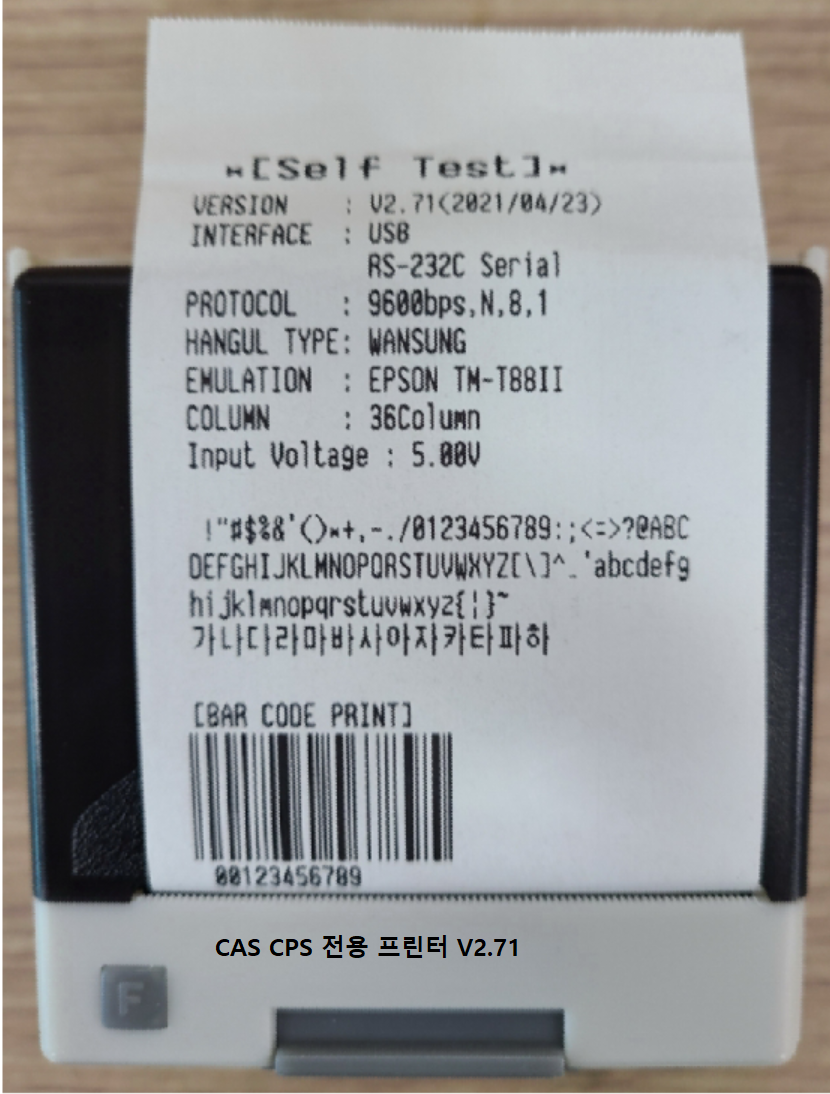 *[Self Test]*
VERSION : V2.71(2021/04/23)
INTERFACE : USB
RS-232C Serial
PROTOCOL : 9600bps,N,8,1
HANGUL TYPE: WANSUNG
EMULATION : EPSON TM-T88II
COLUMN : 36Column
Input Voltage : 5.00V
!"#$%&'()*+,-./0123456789:;<=>?@ABC
DEFGHIJKLMNOPQRSTUVWXYZ[\]^_'abcdefg
hijklmnopqrstuvwxyz{¦}~
가나다라마바사아자카타파하
[BAR CODE PRINT]
00123456789
CAS CPS 전용 프린터 V2.71
F